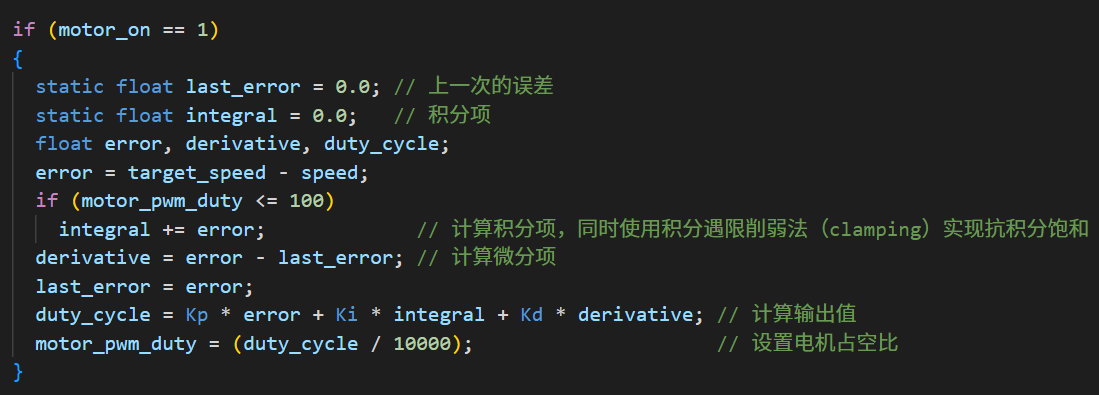 if (motor_on == 1)
{
  static float last_error = 0.0; // 上一次的误差
  static float integral = 0.0;   // 积分项
  float error, derivative, duty_cycle;
  error = target_speed - speed;
  if (motor_pwm_duty <= 100)
    integral += error;             // 计算积分项，同时使用积分遇限削弱法（clamping）实现抗积分饱和
  derivative = error - last_error; // 计算微分项
  last_error = error;
  duty_cycle = Kp * error + Ki * integral + Kd * derivative; // 计算输出值
  motor_pwm_duty = (duty_cycle / 10000);                     // 设置电机占空比
}